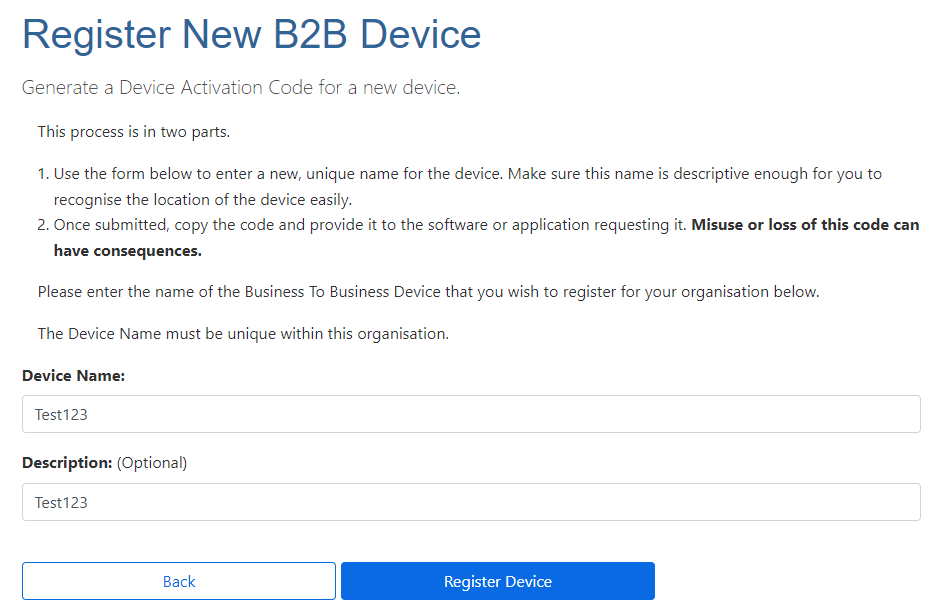 Register New B2B Device
Generate a Device Activation Code for a new device.
This process is in two parts.
1. Use the form below to enter a new, unique name for the device. Make sure this name is descriptive enough for you to
recognise the location of the device easily.
2. Once submitted, copy the code and provide it to the software or application requesting it. Misuse or loss of this code can
have consequences.
Please enter the name of the Business To Business Device that you wish to register for your organisation below.
The Device Name must be unique within this organisation.
Device Name:
Test123
Description: (Optional)
Test123
Back
Register Device